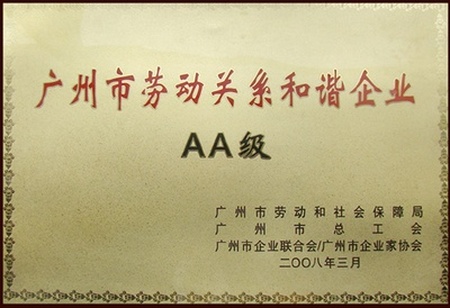 广州市劳动关系和谐企业
AA级
广州市劳动和社会保障局
广州市总工会
广州市企业联合会/广州市企业家协会
二〇〇八年三月